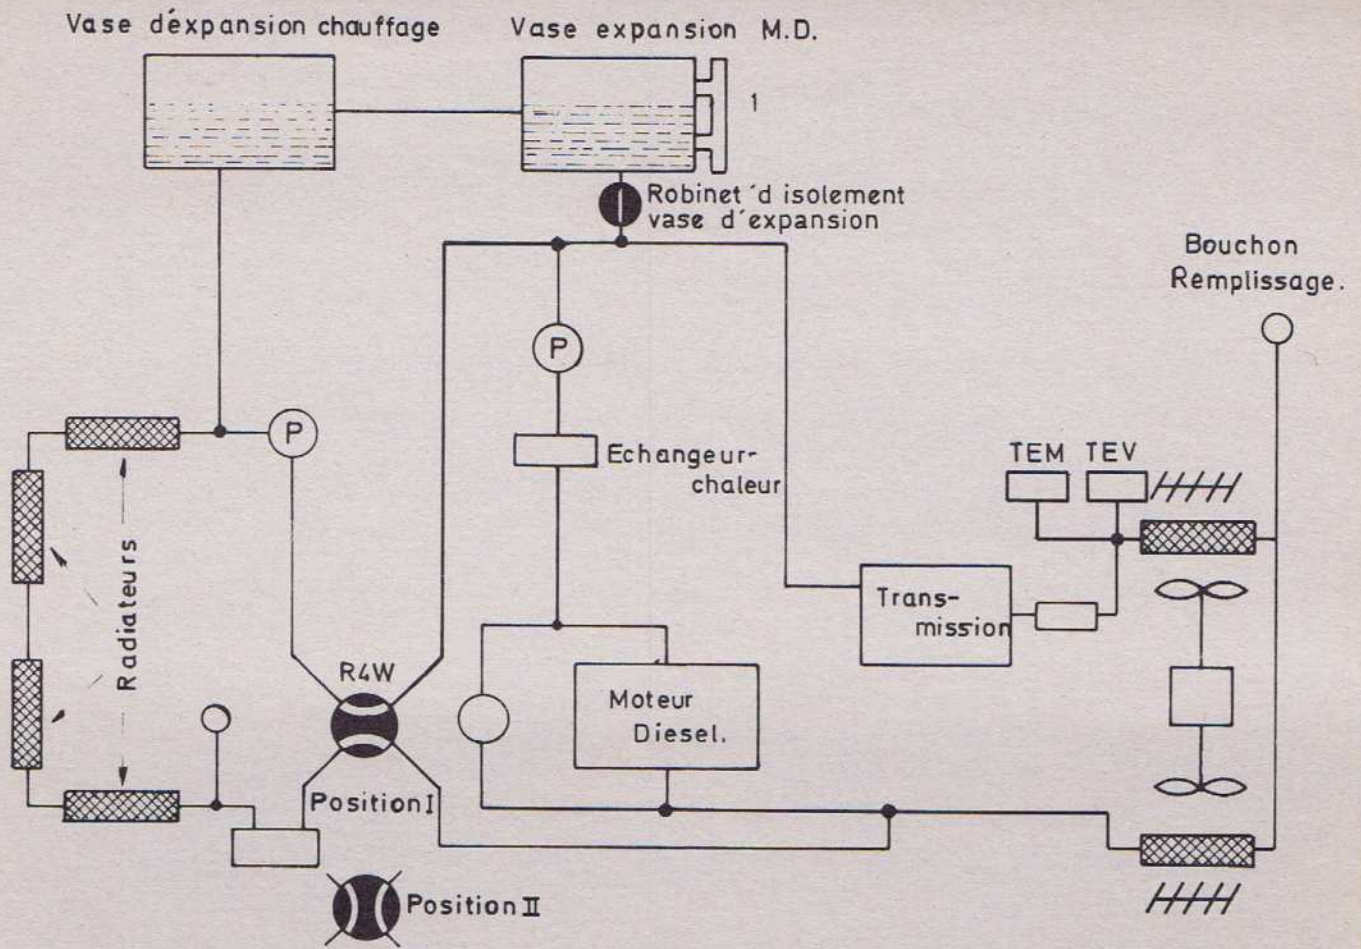 Vase déxpansion chauffage
Vase expansion M.D.
1
Robinet ´d isolement
vase d´expansion
Bouchon
Remplissage.
P
P
Echangeur-
chaleur
TEM
TEV
Radiateurs
Trans-
mission
R4W
Moteur
Diesel.
Position I
Position II